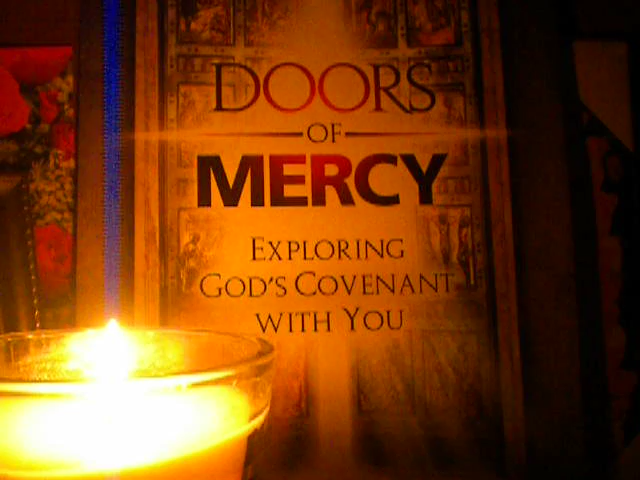 DOORS
OF
MERCY
EXPLORING
GOD'S COVENANT
WITH YOU